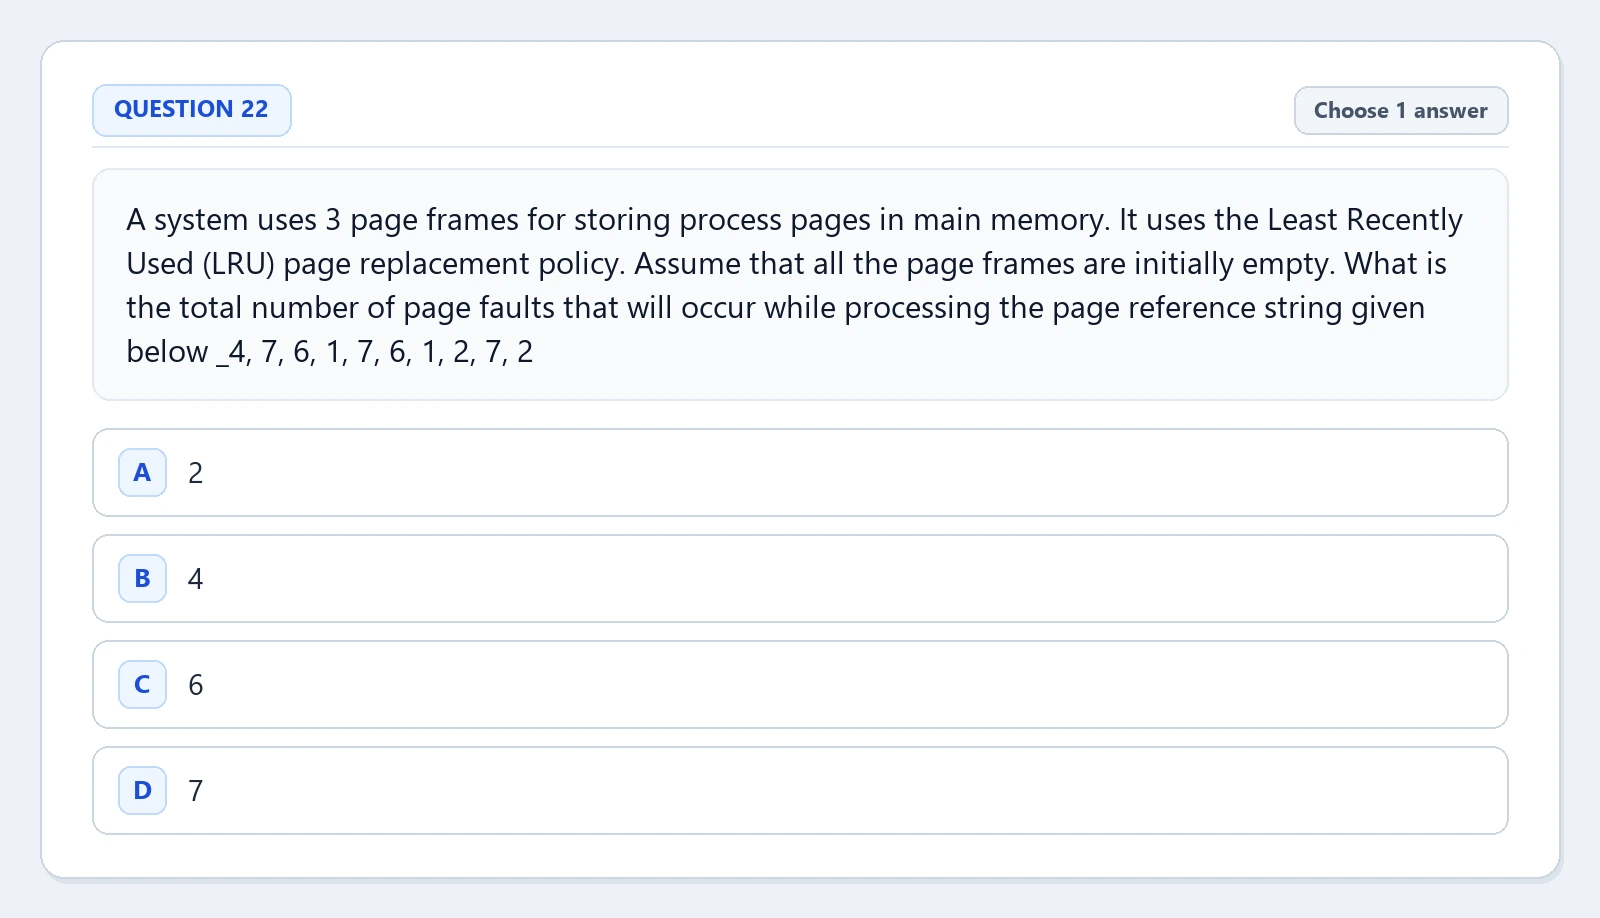 QUESTION 22
Choose 1 answer
A system uses 3 page frames for storing process pages in main memory. It uses the Least Recently
Used (LRU) page replacement policy. Assume that all the page frames are initially empty. What is
the total number of page faults that will occur while processing the page reference string given
below _4, 7, 6, 1, 7, 6, 1, 2, 7, 2
A 2
B 4
C 6
D 7